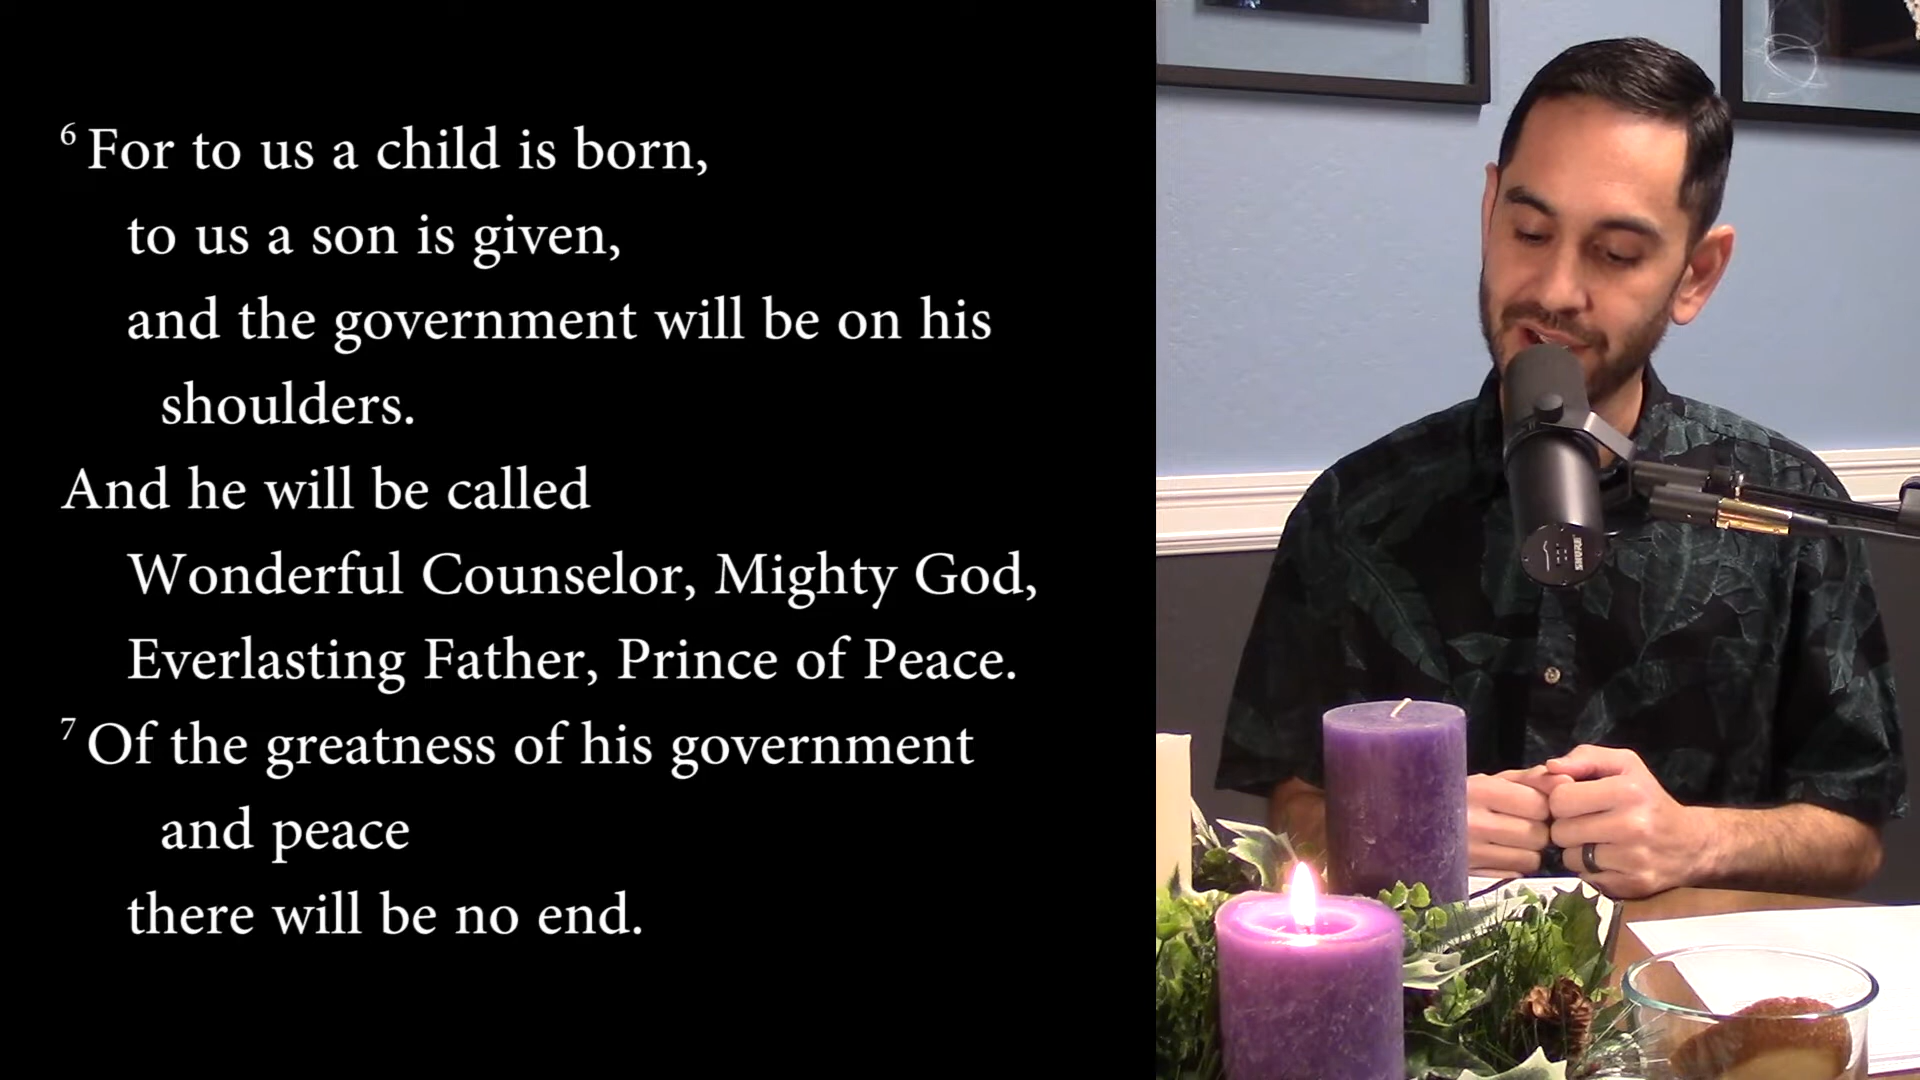 6 For to us a child is born,
to us a son is given,
and the government will be on his
shoulders.
And he will be called
Wonderful Counselor, Mighty God,
Everlasting Father, Prince of Peace.
7 Of the greatness of his government
and peace
there will be no end.
SHURE